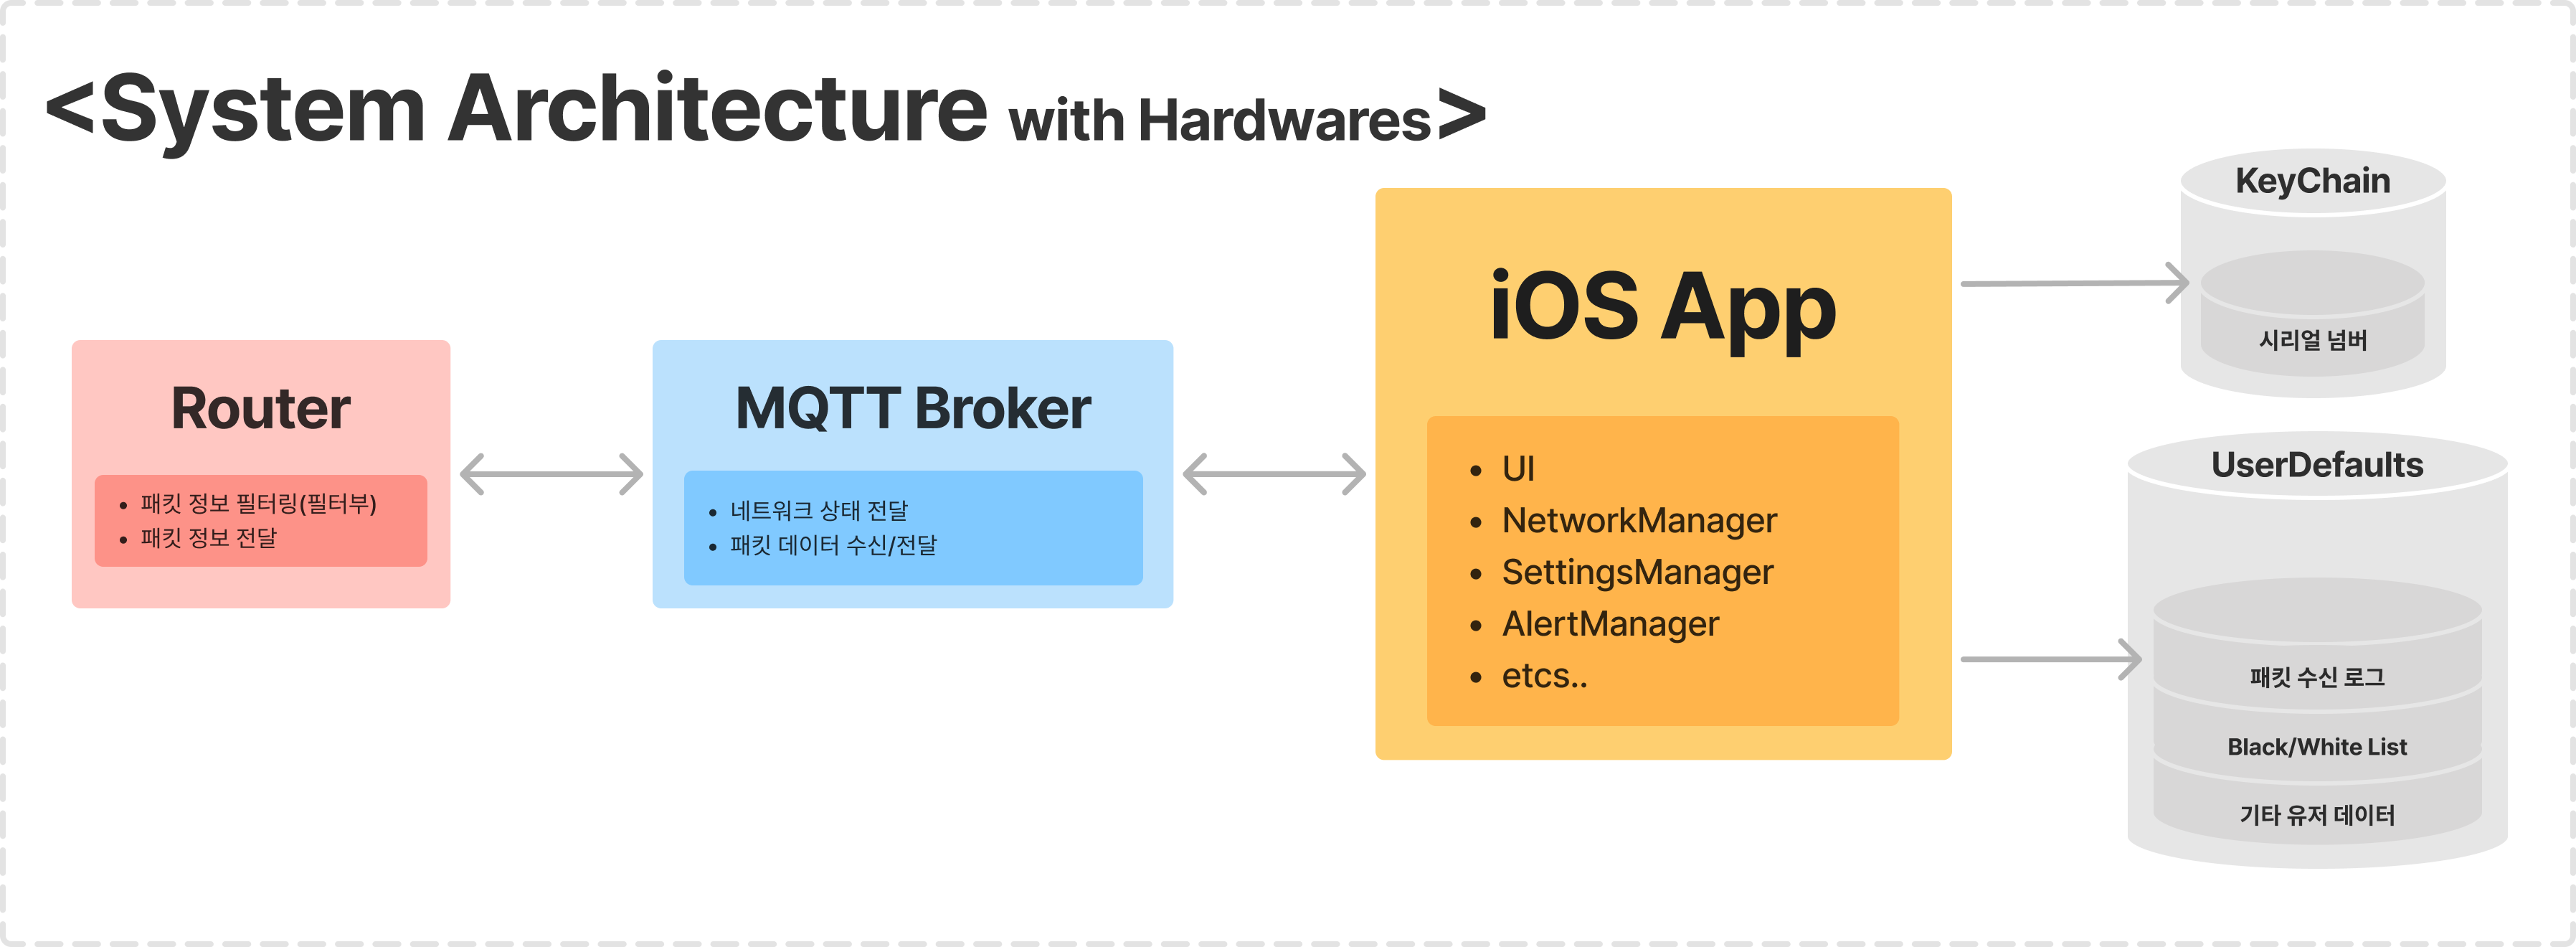 <System Architecture with Hardwares>
Router
• 패킷 정보 필터링(필터부)
• 패킷 정보 전달
MQTT Broker
• 네트워크 상태 전달
• 패킷 데이터 수신/전달
iOS App
• UI
• NetworkManager
• SettingsManager
• AlertManager
• etcs..
KeyChain
시리얼 넘버
UserDefaults
패킷 수신 로그
Black/White List
기타 유저 데이터